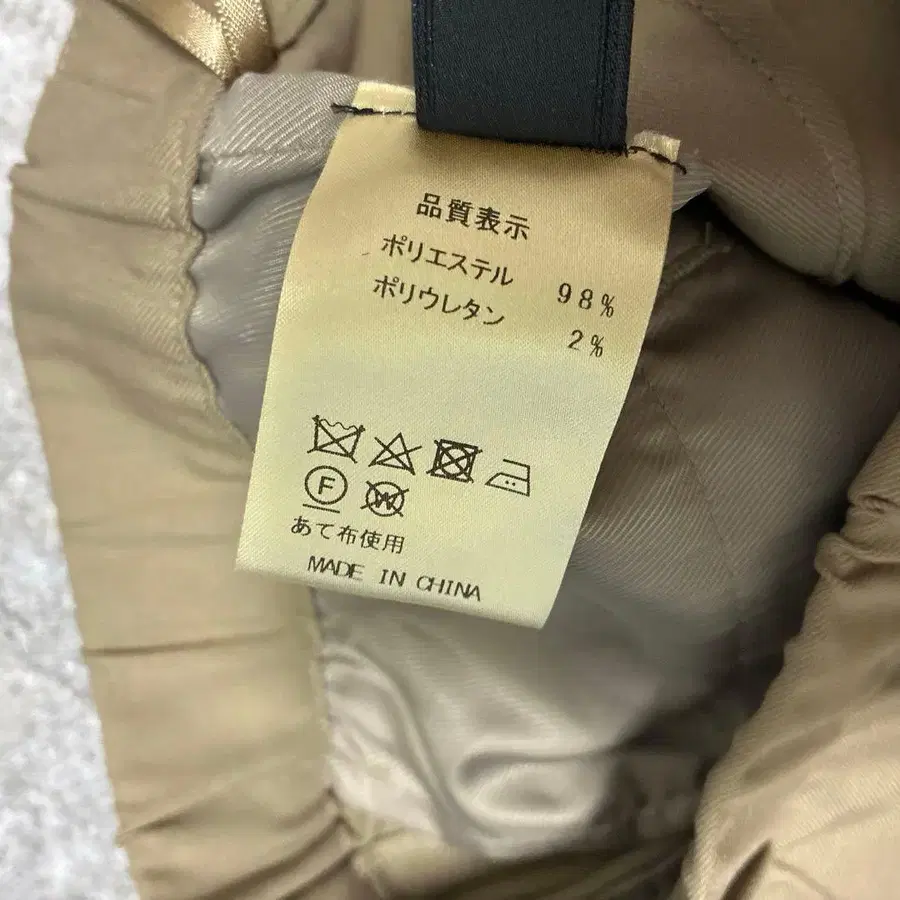 品質表示
ポリエステル 98%
ポリウレタン 2%
F W
あて布使用
MADE IN CHINA